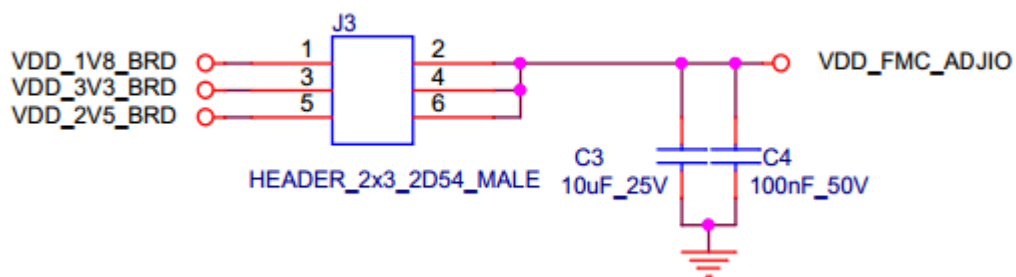 J3
VDD_1V8_BRD 1 2 VDD_FMC_ADJIO
VDD_3V3_BRD 3 4
VDD_2V5_BRD 5 6
HEADER_2x3_2D54_MALE
C3 C4
10uF_25V 100nF_50V